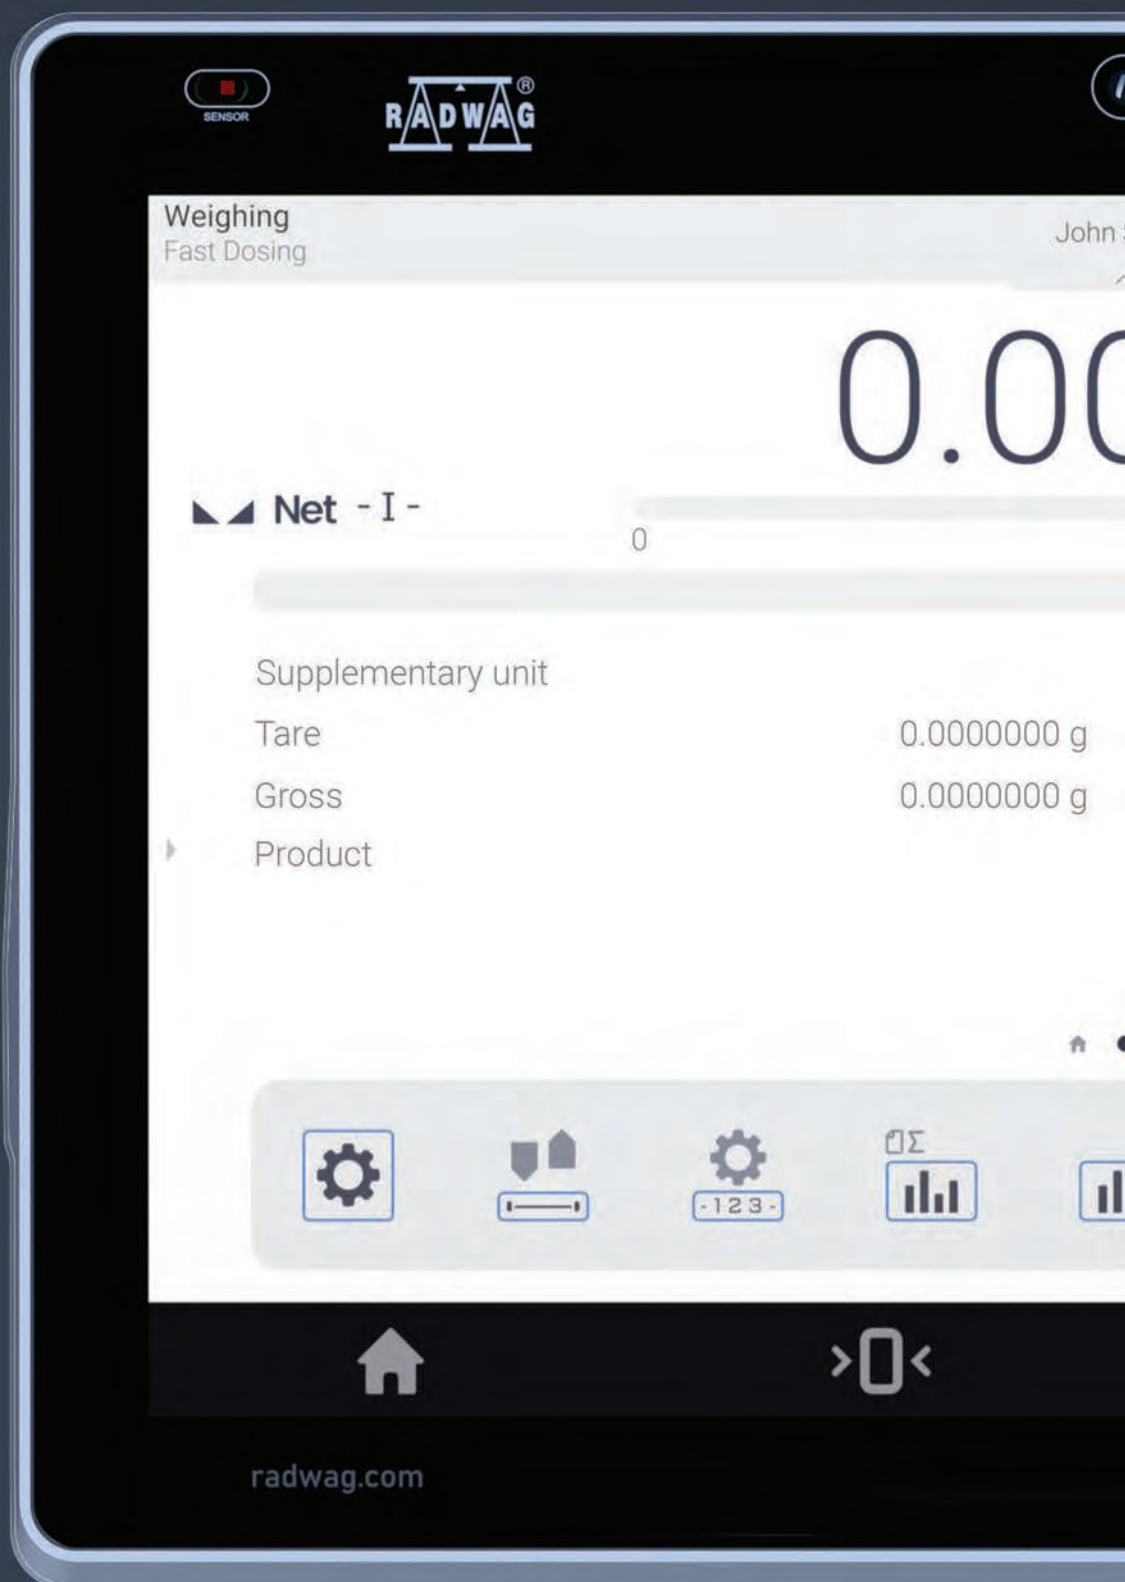 SENSOR
RADWAG®
Weighing
Fast Dosing
John
0.00
Net - I -
0
Supplementary unit
Tare 0.0000000 g
Gross 0.0000000 g
Product
-123-
Σ
>0<
radwag.com